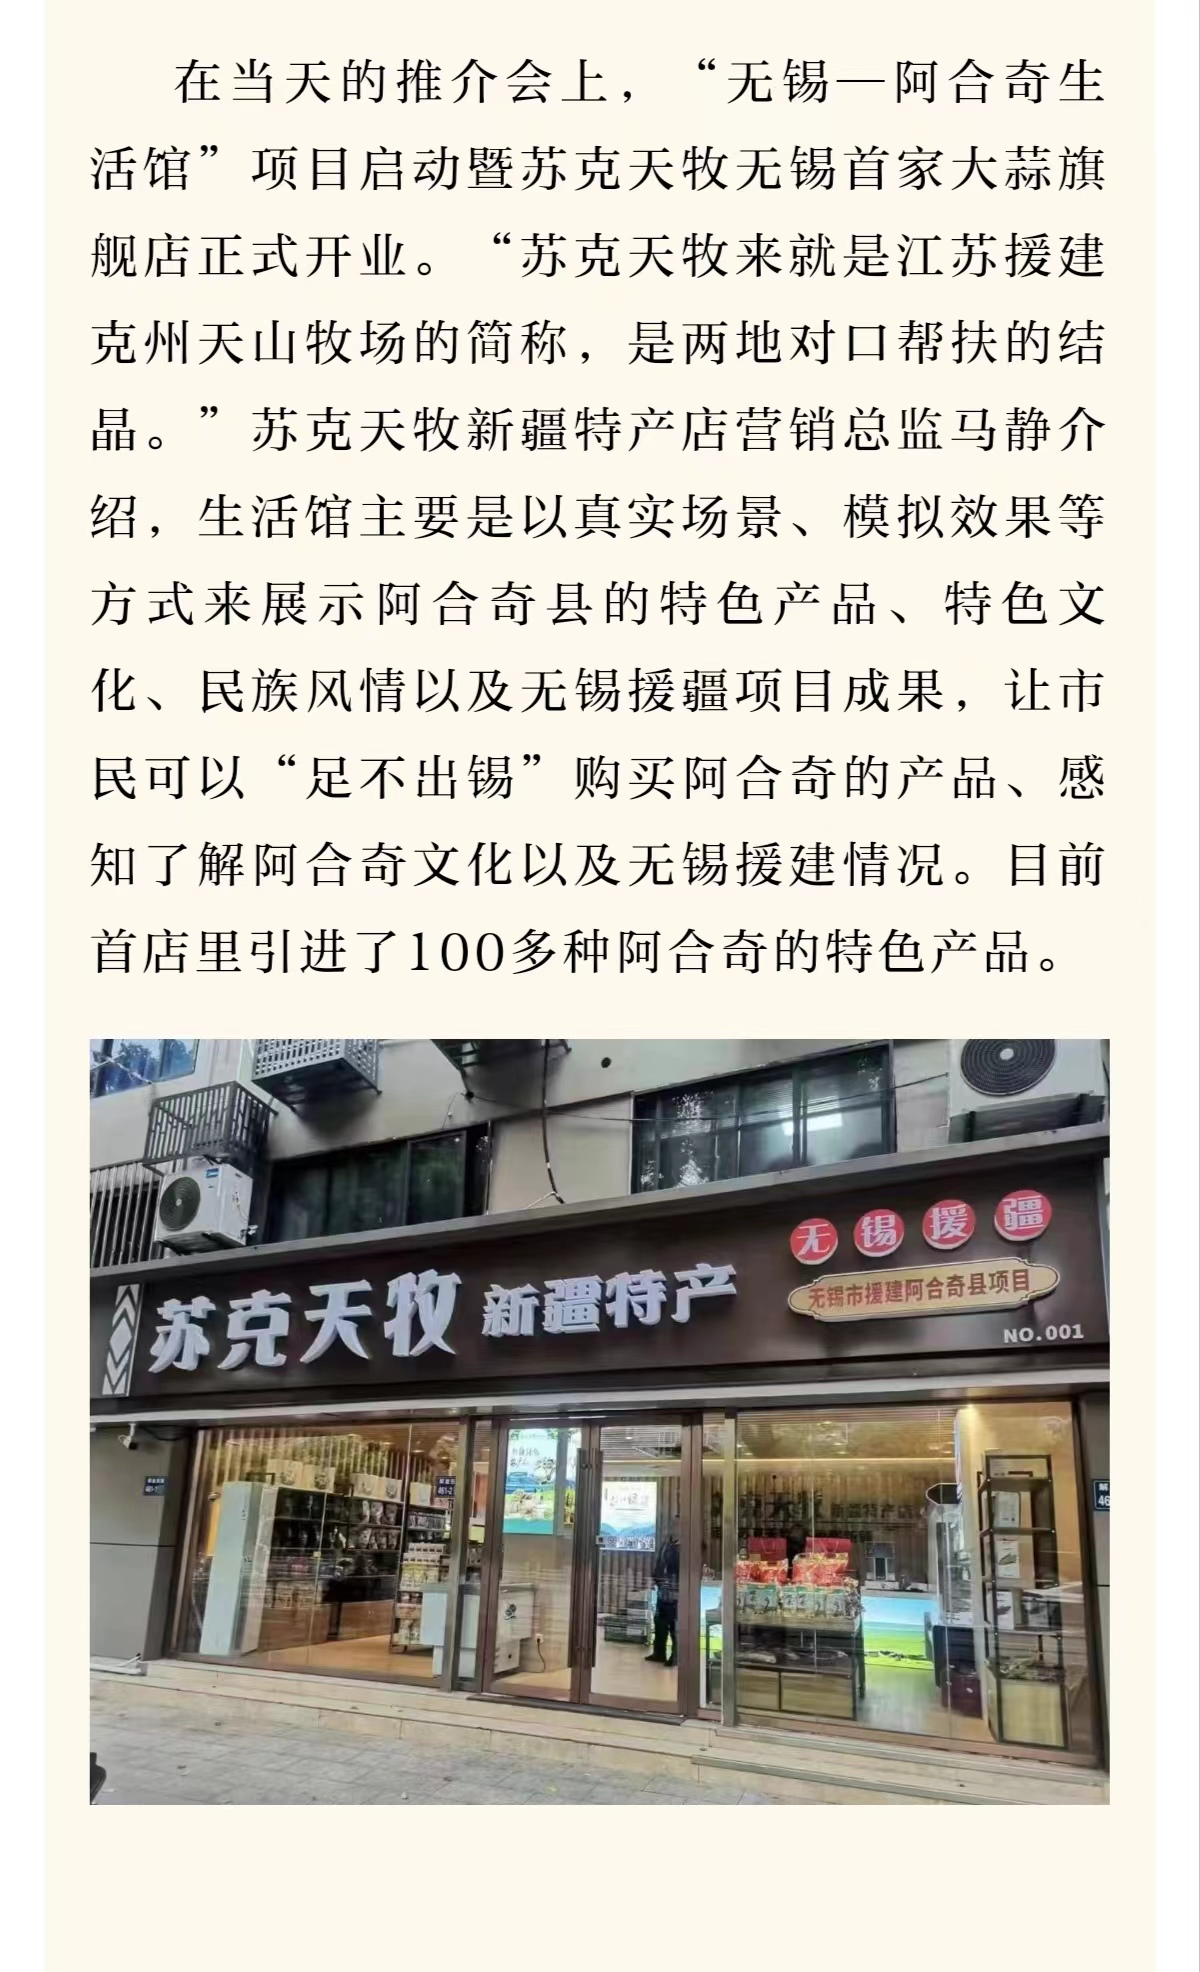 在当天的推介会上，“无锡—阿合奇生
活馆”项目启动暨苏克天牧无锡首家大蒜旗
舰店正式开业。“苏克天牧来就是江苏援建
克州天山牧场的简称，是两地对口帮扶的结
晶。”苏克天牧新疆特产店营销总监马静介
绍，生活馆主要是以真实场景、模拟效果等
方式来展示阿合奇县的特色产品、特色文
化、民族风情以及无锡援疆项目成果，让市
民可以“足不出锡”购买阿合奇的产品、感
知了解阿合奇文化以及无锡援建情况。目前
首店里引进了100多种阿合奇的特色产品。
无锡援疆
苏克天牧 新疆特产
无锡市援建阿合奇县项目
NO.001
461-1
461-2